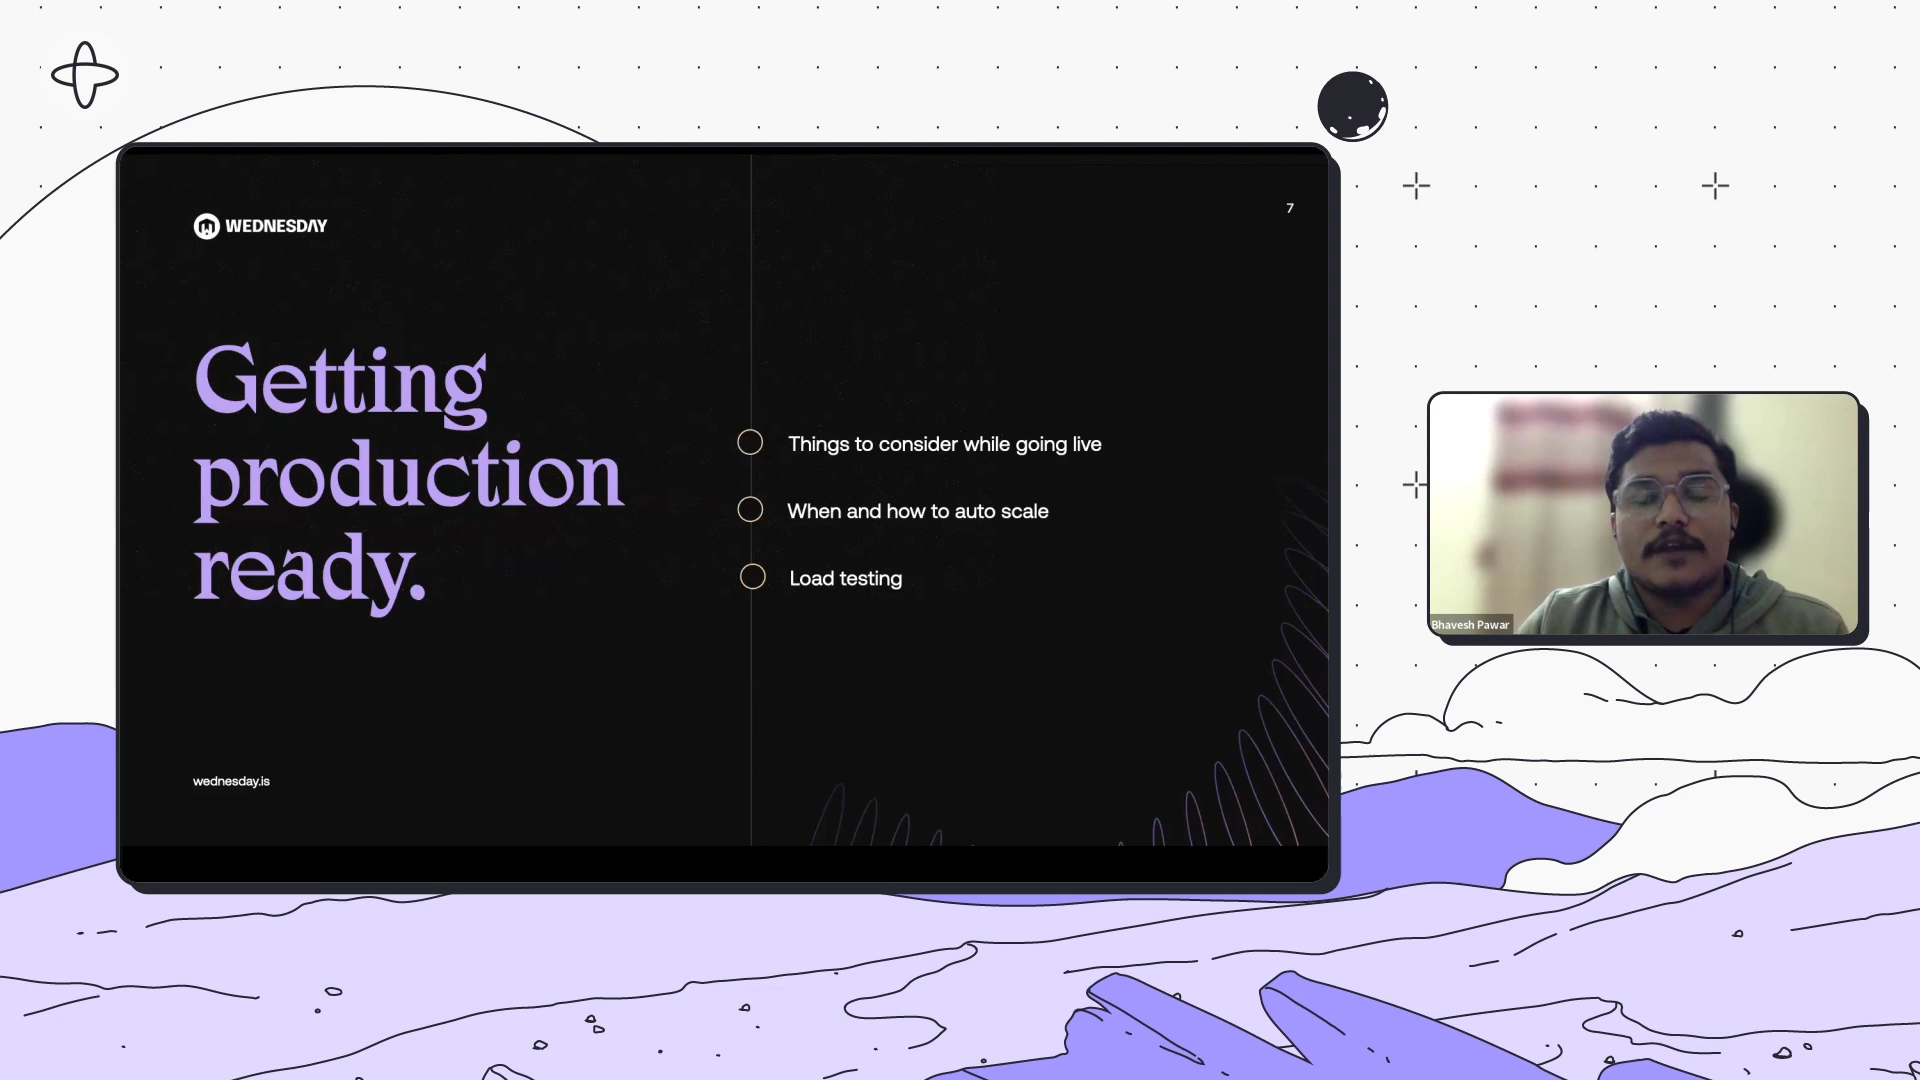 WEDNESDAY
7
Getting
production
ready.
Things to consider while going live
When and how to auto scale
Load testing
wednesday.is
Bhavesh Pawar